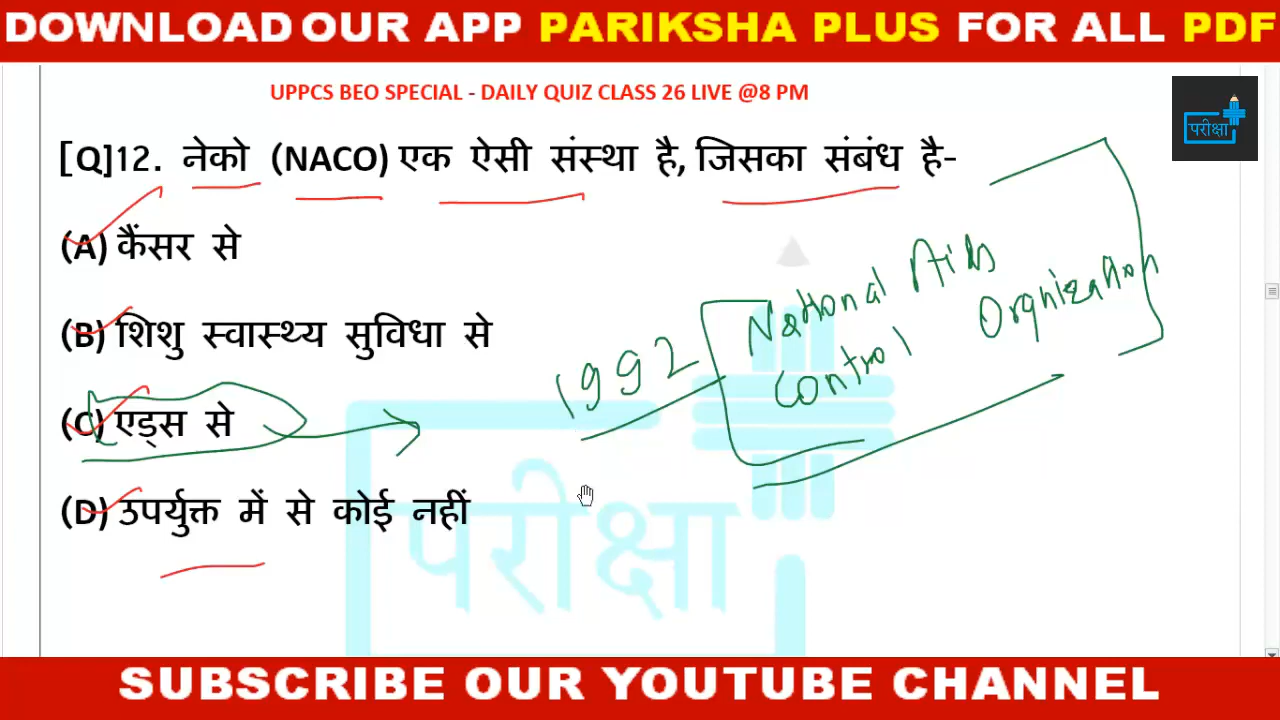 DOWNLOAD OUR APP PARIKSHA PLUS FOR ALL PDF
UPPCS BEO SPECIAL - DAILY QUIZ CLASS 26 LIVE @8 PM
परीक्षा
[Q]12. नेको (NACO) एक ऐसी संस्था है, जिसका संबंध है-
(A) कैंसर से
(B) शिशु स्वास्थ्य सुविधा से
(C) एड्स से
(D) उपर्युक्त में से कोई नहीं
1992
National Aids
Control Orgnization
परीक्षा
SUBSCRIBE OUR YOUTUBE CHANNEL